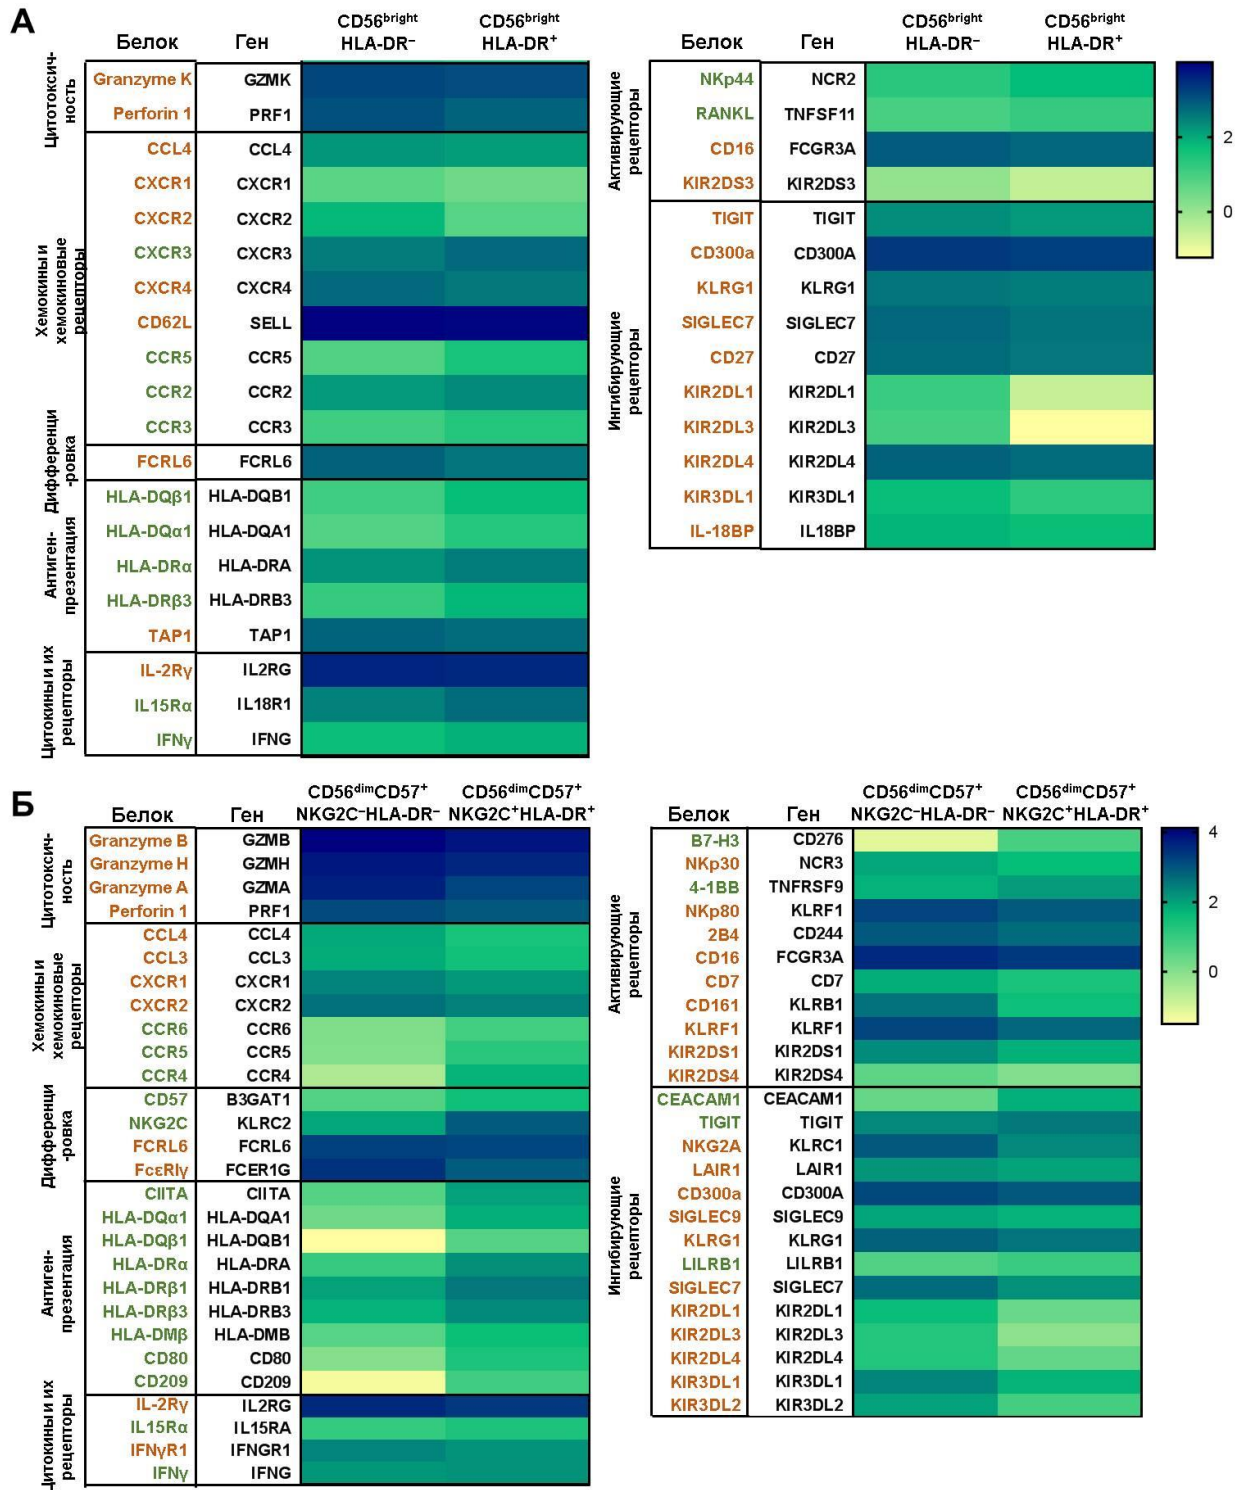 А
Белок Ген CD56bright HLA-DR− CD56bright HLA-DR+
Цитотоксич-
ность
Granzyme K GZMK
Perforin 1 PRF1
Хемокины и
хемокиновые
рецепторы
CCL4 CCL4
CXCR1 CXCR1
CXCR2 CXCR2
CXCR3 CXCR3
CXCR4 CXCR4
CD62L SELL
CCR5 CCR5
CCR2 CCR2
CCR3 CCR3
Дифференци
-ровка
FCRL6 FCRL6
Антиген-
презентация
HLA-DQβ1 HLA-DQB1
HLA-DQα1 HLA-DQA1
HLA-DRα HLA-DRA
HLA-DRβ3 HLA-DRB3
TAP1 TAP1
Цитокины и их
рецепторы
IL-2Rγ IL2RG
IL15Rα IL18R1
IFNγ IFNG
Белок Ген CD56bright HLA-DR− CD56bright HLA-DR+
Активирующие
рецепторы
NKp44 NCR2
RANKL TNFSF11
CD16 FCGR3A
KIR2DS3 KIR2DS3
Ингибирующие
рецепторы
TIGIT TIGIT
CD300a CD300A
KLRG1 KLRG1
SIGLEC7 SIGLEC7
CD27 CD27
KIR2DL1 KIR2DL1
KIR2DL3 KIR2DL3
KIR2DL4 KIR2DL4
KIR3DL1 KIR3DL1
IL-18BP IL18BP
2
0
Б
Белок Ген CD56dimCD57+ NKG2C−HLA-DR− CD56dimCD57+ NKG2C+HLA-DR+
Цитотоксич-
ность
Granzyme B GZMB
Granzyme H GZMH
Granzyme A GZMA
Perforin 1 PRF1
Хемокины и
хемокиновые
рецепторы
CCL4 CCL4
CCL3 CCL3
CXCR1 CXCR1
CXCR2 CXCR2
CCR6 CCR6
CCR5 CCR5
CCR4 CCR4
Дифференци
-ровка
CD57 B3GAT1
NKG2C KLRC2
FCRL6 FCRL6
FcεRIγ FCER1G
Антиген-
презентация
CIITA CIITA
HLA-DQα1 HLA-DQA1
HLA-DQβ1 HLA-DQB1
HLA-DRα HLA-DRA
HLA-DRβ1 HLA-DRB1
HLA-DRβ3 HLA-DRB3
HLA-DMβ HLA-DMB
CD80 CD80
CD209 CD209
Цитокины и их
рецепторы
IL-2Rγ IL2RG
IL15Rα IL15RA
IFNγR1 IFNGR1
IFNγ IFNG
Белок Ген CD56dimCD57+ NKG2C−HLA-DR− CD56dimCD57+ NKG2C+HLA-DR+
Активирующие
рецепторы
B7-H3 CD276
NKp30 NCR3
4-1BB TNFRSF9
NKp80 KLRF1
2B4 CD244
CD16 FCGR3A
CD7 CD7
CD161 KLRB1
KLRF1 KLRF1
KIR2DS1 KIR2DS1
KIR2DS4 KIR2DS4
Ингибирующие
рецепторы
CEACAM1 CEACAM1
TIGIT TIGIT
NKG2A KLRC1
LAIR1 LAIR1
CD300a CD300A
SIGLEC9 SIGLEC9
KLRG1 KLRG1
LILRB1 LILRB1
SIGLEC7 SIGLEC7
KIR2DL1 KIR2DL1
KIR2DL3 KIR2DL3
KIR2DL4 KIR2DL4
KIR3DL1 KIR3DL1
KIR3DL2 KIR3DL2
4
2
0